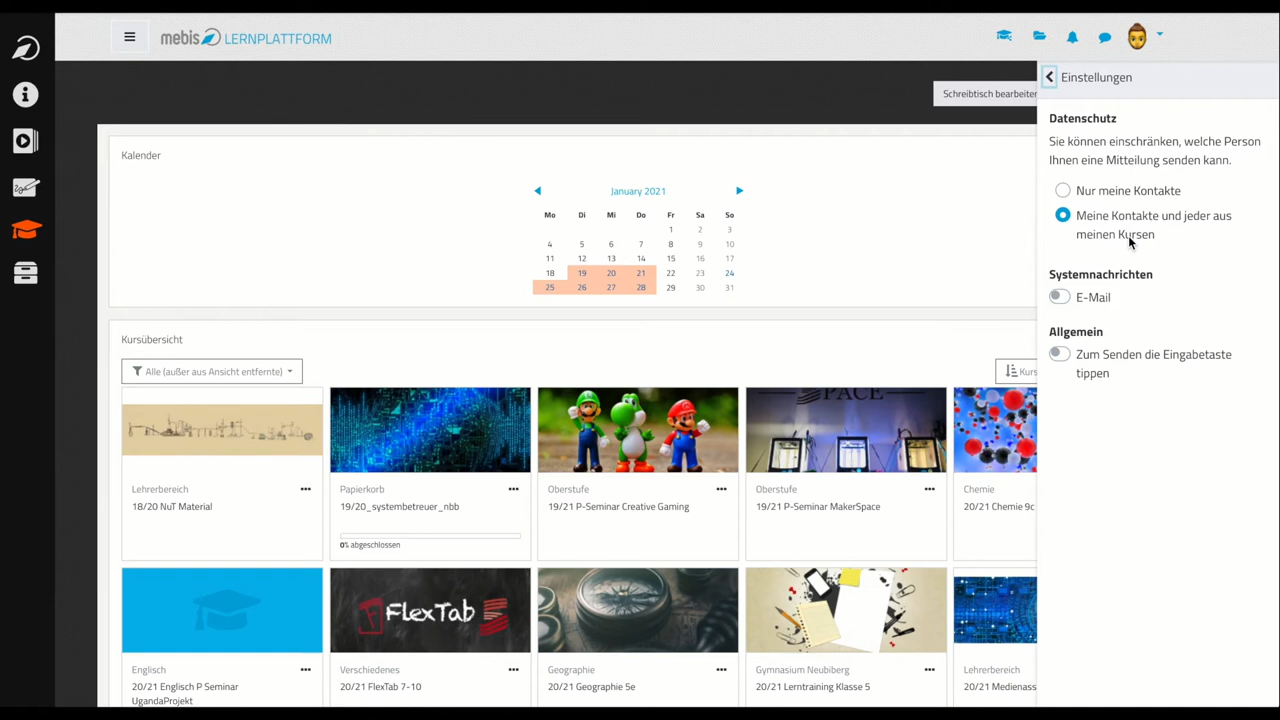 mebis LERNPLATTFORM
Einstellungen
Schreibtisch bearbeiten
Datenschutz
Sie können einschränken, welche Person
Ihnen eine Mitteilung senden kann.
Nur meine Kontakte
Meine Kontakte und jeder aus
meinen Kursen
Systemnachrichten
E-Mail
Allgemein
Zum Senden die Eingabetaste
tippen
Kalender
January 2021
Mo Di Mi Do Fr Sa So
1 2 3
4 5 6 7 8 9 10
11 12 13 14 15 16 17
18 19 20 21 22 23 24
25 26 27 28 29 30 31
Kursübersicht
Alle (außer aus Ansicht entfernte)
Kurs
PACE
Lehrerbereich
18/20 NuT Material
Papierkorb
19/20_systembetreuer_nbb
0% abgeschlossen
Oberstufe
19/21 P-Seminar Creative Gaming
Oberstufe
19/21 P-Seminar MakerSpace
Chemie
20/21 Chemie 9c
FlexTab
Englisch
20/21 Englisch P Seminar
UgandaProjekt
Verschiedenes
20/21 FlexTab 7-10
Geographie
20/21 Geographie 5e
Gymnasium Neubiberg
20/21 Lerntraining Klasse 5
Lehrerbereich
20/21 Medienass